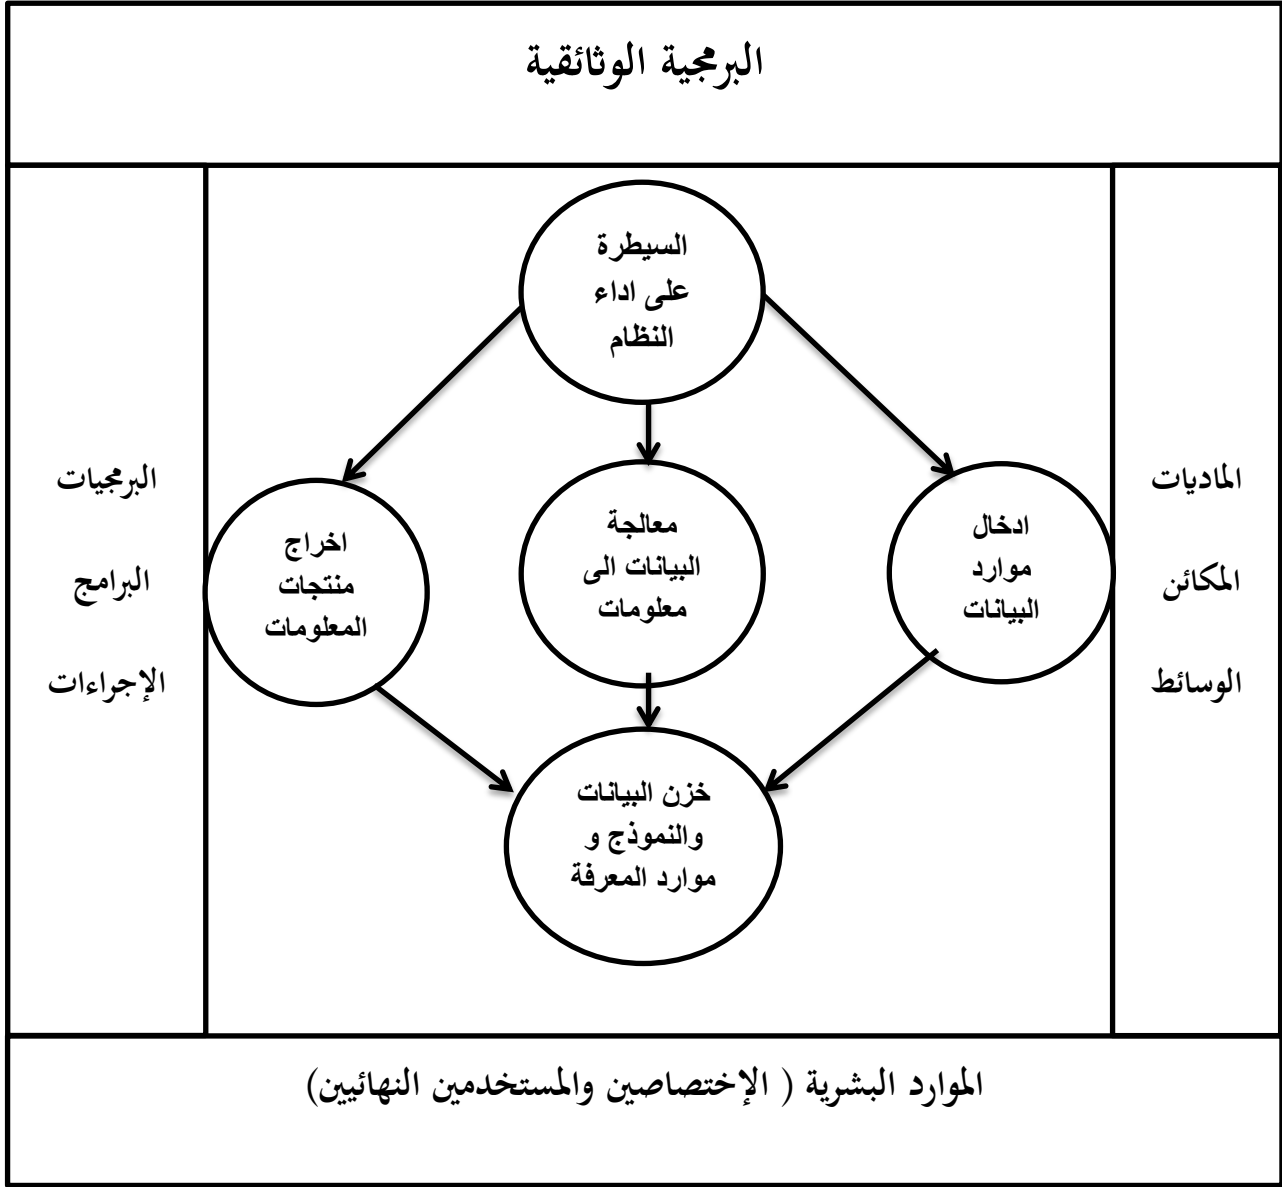 البرمجية الوثائقية
السيطرة
على اداء
النظام
الماديات
المكائن
الوسائط
ادخال
موارد
البيانات
معالجة
البيانات الى
معلومات
اخراج
منتجات
المعلومات
البرمجيات
البرامج
الإجراءات
خزن البيانات
والنموذج و
موارد المعرفة
الموارد البشرية ( الإختصاصين والمستخدمين النهائيين)